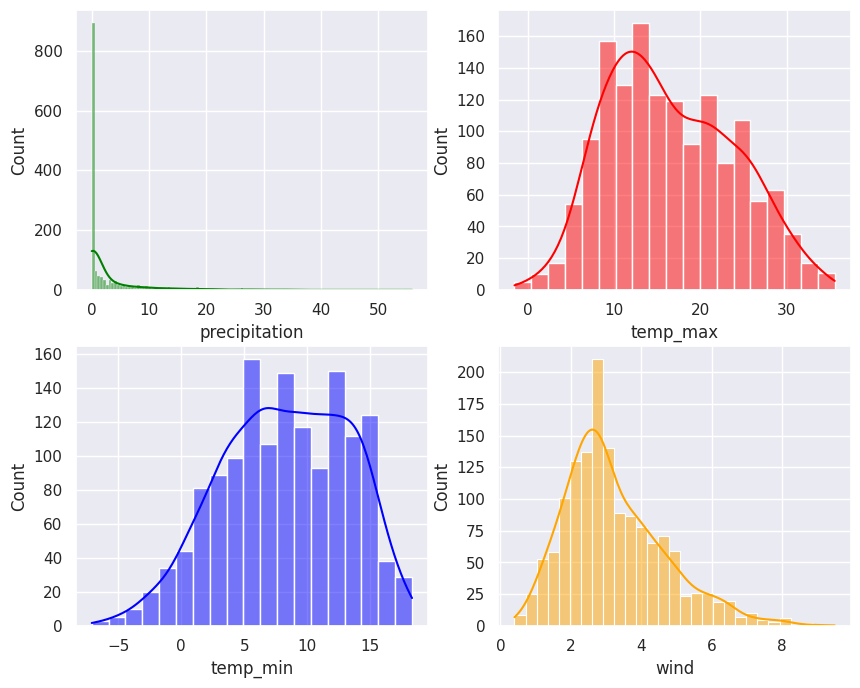 800
600
400
200
0
Count
0 10 20 30 40 50
precipitation
160
140
120
100
80
60
40
20
0
Count
0 10 20 30
temp_max
160
140
120
100
80
60
40
20
0
Count
−5 0 5 10 15
temp_min
200
175
150
125
100
75
50
25
0
Count
0 2 4 6 8
wind